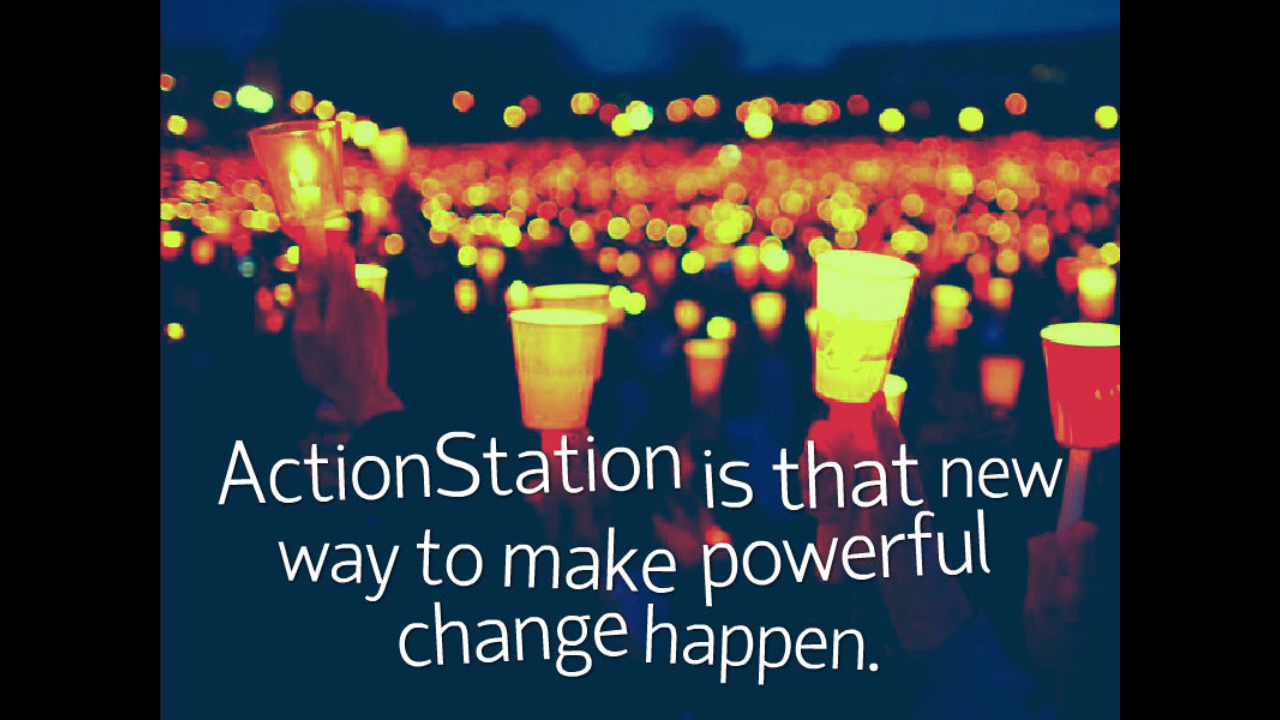 ActionStation is that new
way to make powerful
change happen.